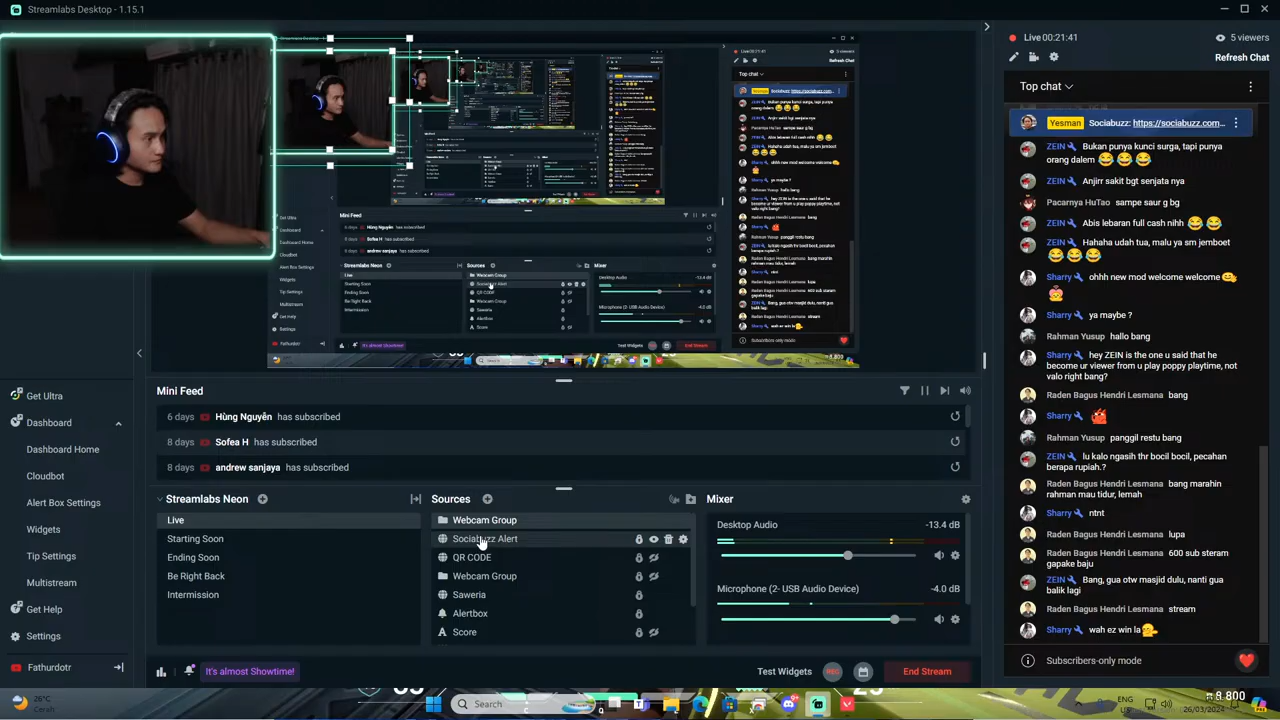 Streamlabs Desktop - 1.15.1
Live 00:21:41
5 viewers
Refresh Chat
Top chat
Yesman Sociabuzz: https://sociabuzz.com...
ZEIN Bukan punya kunci surga, tapi punya
orang dalem 😂😂😂
ZEIN Anjirr sakit bgt senjata nya
Pacarnya HuTao sampe saur g bg
ZEIN Abis lebaran full cash nihh 😂😂
ZEIN Hahaha udah tua, malu ya sm jemboet
😂😂😂
Sharry ohhh new mod welcome welcome
Sharry ya maybe ?
Rahman Yusup hallo bang
Sharry hey ZEIN is the one u said that he
become ur viewer from u play poppy playtime, not
valo right bang?
Raden Bagus Hendri Lesmana bang
Sharry
Rahman Yusup panggil restu bang
ZEIN lu kalo ngasih thr bocil bocil, pecahan
berapa rupiah.?
Raden Bagus Hendri Lesmana bang marahin
rahman mau tidur, lemah
Sharry ntnt
Raden Bagus Hendri Lesmana lupa
Raden Bagus Hendri Lesmana 600 sub steram
gapake baju
ZEIN Bang, gua otw masjid dulu, nanti gua
balik lagi
Raden Bagus Hendri Lesmana stream
Sharry wah ez win la
Subscribers-only mode
Get Ultra
Dashboard
Dashboard Home
Cloudbot
Alert Box Settings
Widgets
Tip Settings
Multistream
Get Help
Settings
Fathurdotr
Mini Feed
6 days Hùng Nguyễn has subscribed
8 days Sofea H has subscribed
8 days andrew sanjaya has subscribed
Streamlabs Neon
Live
Starting Soon
Ending Soon
Be Right Back
Intermission
Sources
Webcam Group
Sociabuzz Alert
QR CODE
Webcam Group
Saweria
Alertbox
Score
Mixer
Desktop Audio -13.4 dB
Microphone (2- USB Audio Device) -4.0 dB
It's almost Showtime!
Test Widgets
REC
End Stream
26°C
Cerah
Search
ENG
8.800
26/03/2024